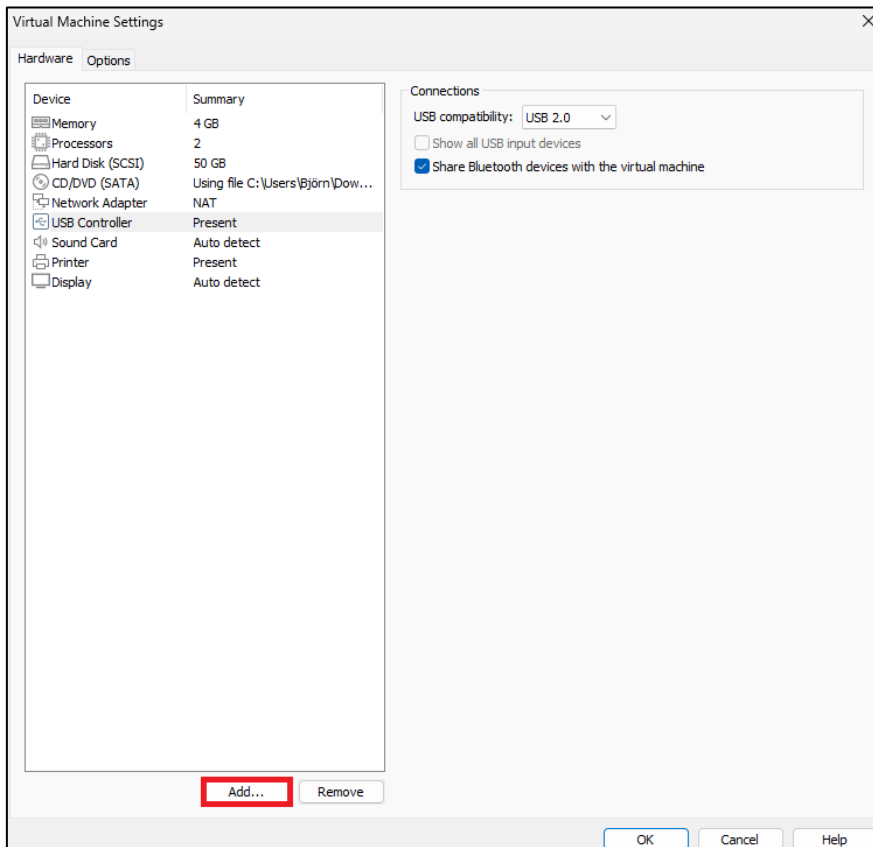 Virtual Machine Settings
Hardware Options
Device Summary
Memory 4 GB
Processors 2
Hard Disk (SCSI) 50 GB
CD/DVD (SATA) Using file C:\Users\Björn\Dow...
Network Adapter NAT
USB Controller Present
Sound Card Auto detect
Printer Present
Display Auto detect
Connections
USB compatibility: USB 2.0
Show all USB input devices
Share Bluetooth devices with the virtual machine
Add... Remove
OK Cancel Help